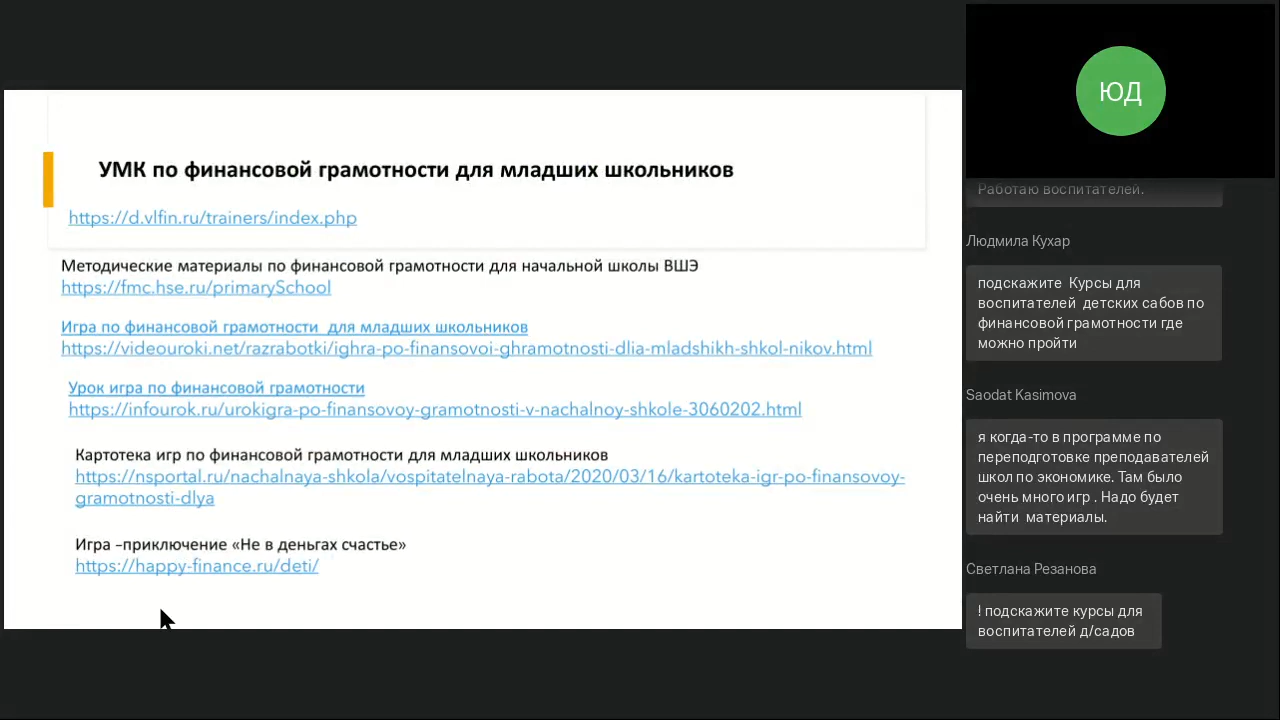 УМК по финансовой грамотности для младших школьников
https://d.vlfin.ru/trainers/index.php
Методические материалы по финансовой грамотности для начальной школы ВШЭ
https://fmc.hse.ru/primarySchool
Игра по финансовой грамотности для младших школьников
https://videouroki.net/razrabotki/ighra-po-finansovoi-ghramotnosti-dlia-mladshikh-shkol-nikov.html
Урок игра по финансовой грамотности
https://infourok.ru/urokigra-po-finansovoy-gramotnosti-v-nachalnoy-shkole-3060202.html
Картотека игр по финансовой грамотности для младших школьников
https://nsportal.ru/nachalnaya-shkola/vospitatelnaya-rabota/2020/03/16/kartoteka-igr-po-finansovoy-
gramotnosti-dlya
Игра –приключение «Не в деньгах счастье»
https://happy-finance.ru/deti/
ЮД
Работаю воспитателей.
Людмила Кухар
подскажите Курсы для
воспитателей детских сабов по
финансовой грамотности где
можно пройти
Saodat Kasimova
я когда-то в программе по
переподготовке преподавателей
школ по экономике. Там было
очень много игр . Надо будет
найти материалы.
Светлана Резанова
! подскажите курсы для
воспитателей д/садов